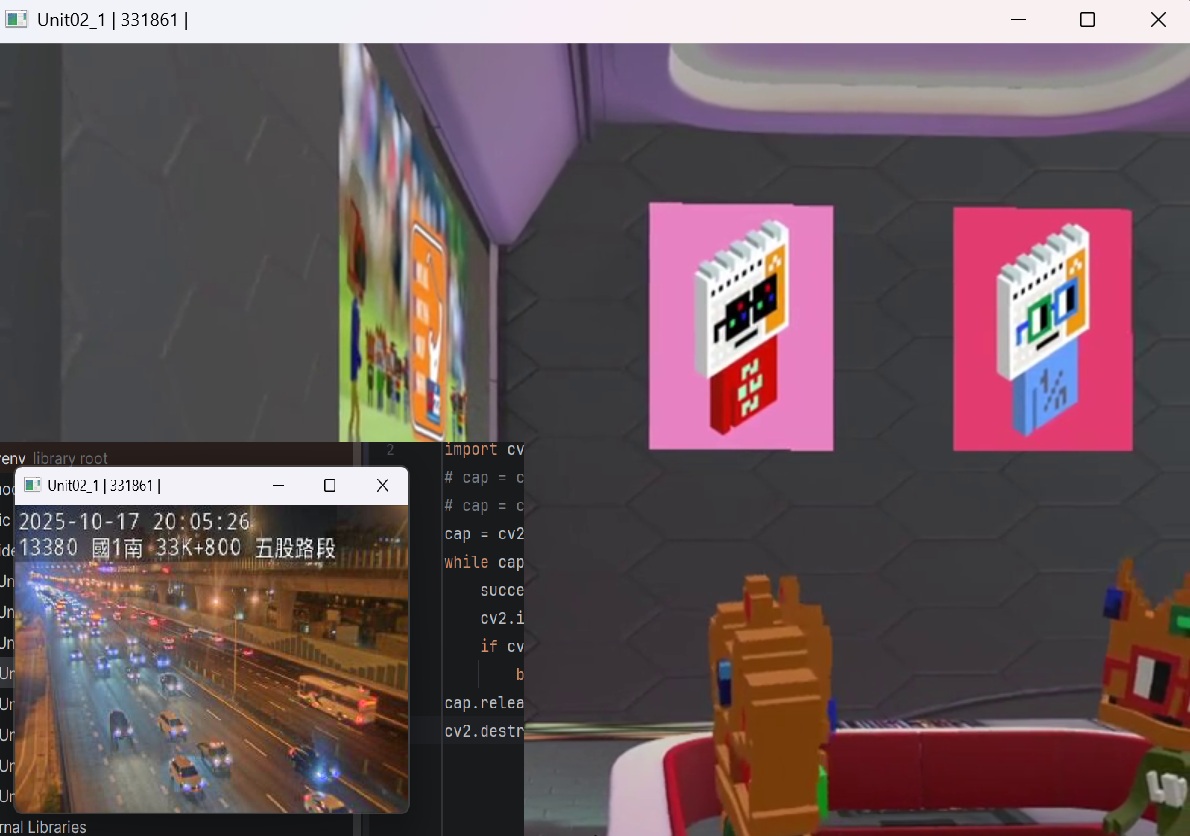 Unit02_1 | 331861 |
env library root
import cv
2
# cap = c
# cap = c
cap = cv2
while cap
succe
cv2.i
if cv
b
cap.relea
cv2.destr
Unit02_1 | 331861 |
2025-10-17 20:05:26
13380 國1南 33K+800 五股路段
rnal Libraries